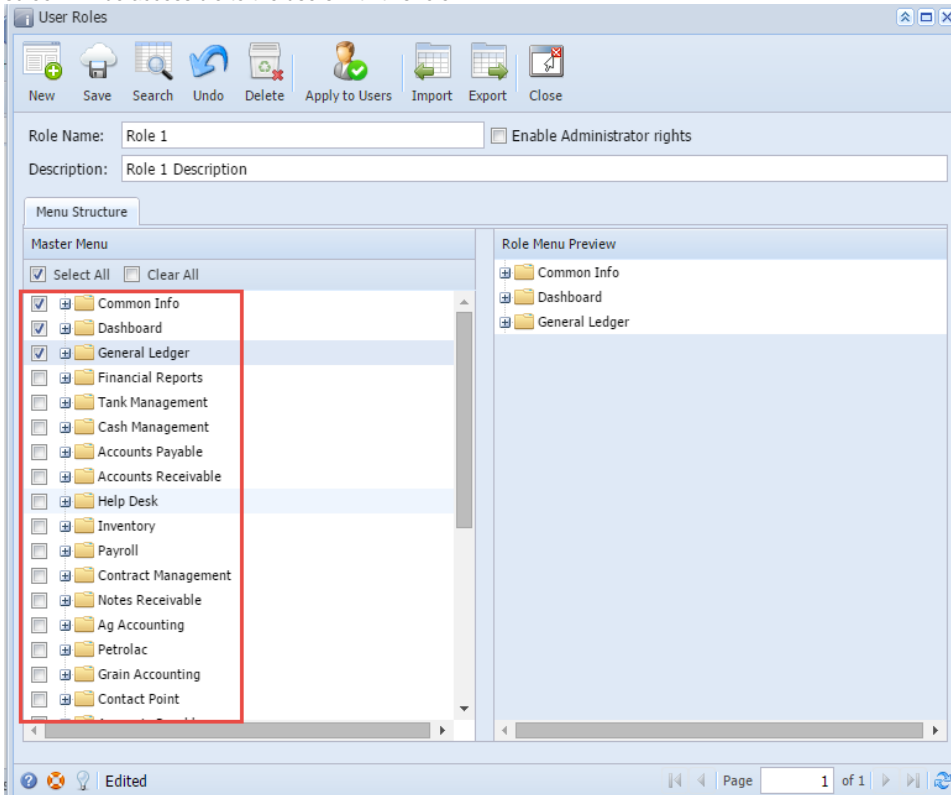 User Roles
New Save Search Undo Delete Apply to Users Import Export Close
Role Name: Role 1 Enable Administrator rights
Description: Role 1 Description
Menu Structure
Master Menu Role Menu Preview
Select All Clear All
Common Info
Dashboard
General Ledger
Financial Reports
Tank Management
Cash Management
Accounts Payable
Accounts Receivable
Help Desk
Inventory
Payroll
Contract Management
Notes Receivable
Ag Accounting
Petrolac
Grain Accounting
Contact Point
Common Info
Dashboard
General Ledger
Edited Page 1 of 1